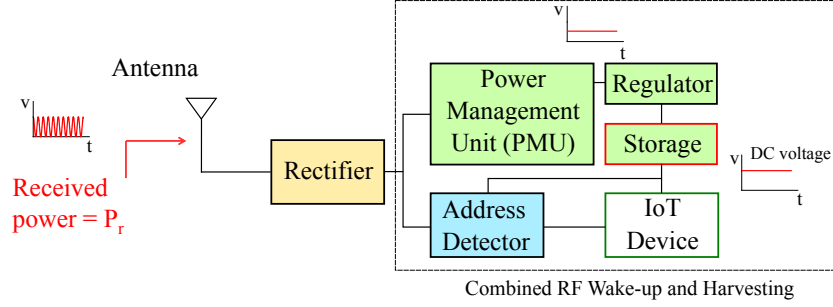 v
t
Antenna
Received
power = Pr
Rectifier
v
t
Power
Management
Unit (PMU)
Regulator
Storage
Address
Detector
IoT
Device
v
DC voltage
t
Combined RF Wake-up and Harvesting